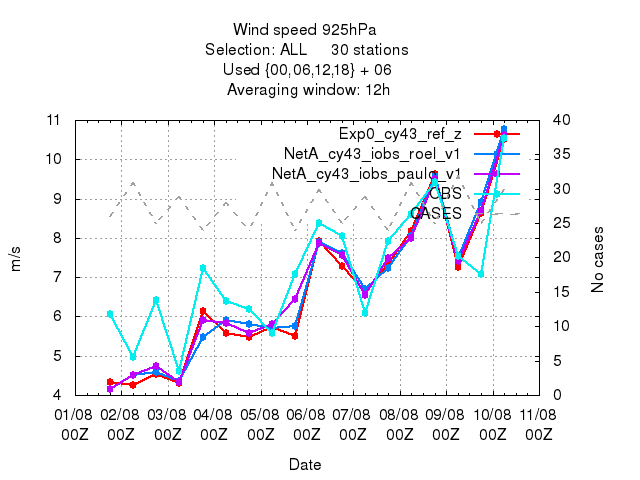 Wind speed 925hPa
Selection: ALL 30 stations
Used {00,06,12,18} + 06
Averaging window: 12h
11 40
Exp0_cy43_ref_z
NetA_cy43_iobs_roel_v1
NetA_cy43_iobs_paulo_v1
OBS
CASES
10 35
9 30
8 25
7 20
6 15
5 10
4 5
0
m/s
No cases
01/08 02/08 03/08 04/08 05/08 06/08 07/08 08/08 09/08 10/08 11/08
00Z 00Z 00Z 00Z 00Z 00Z 00Z 00Z 00Z 00Z 00Z
Date